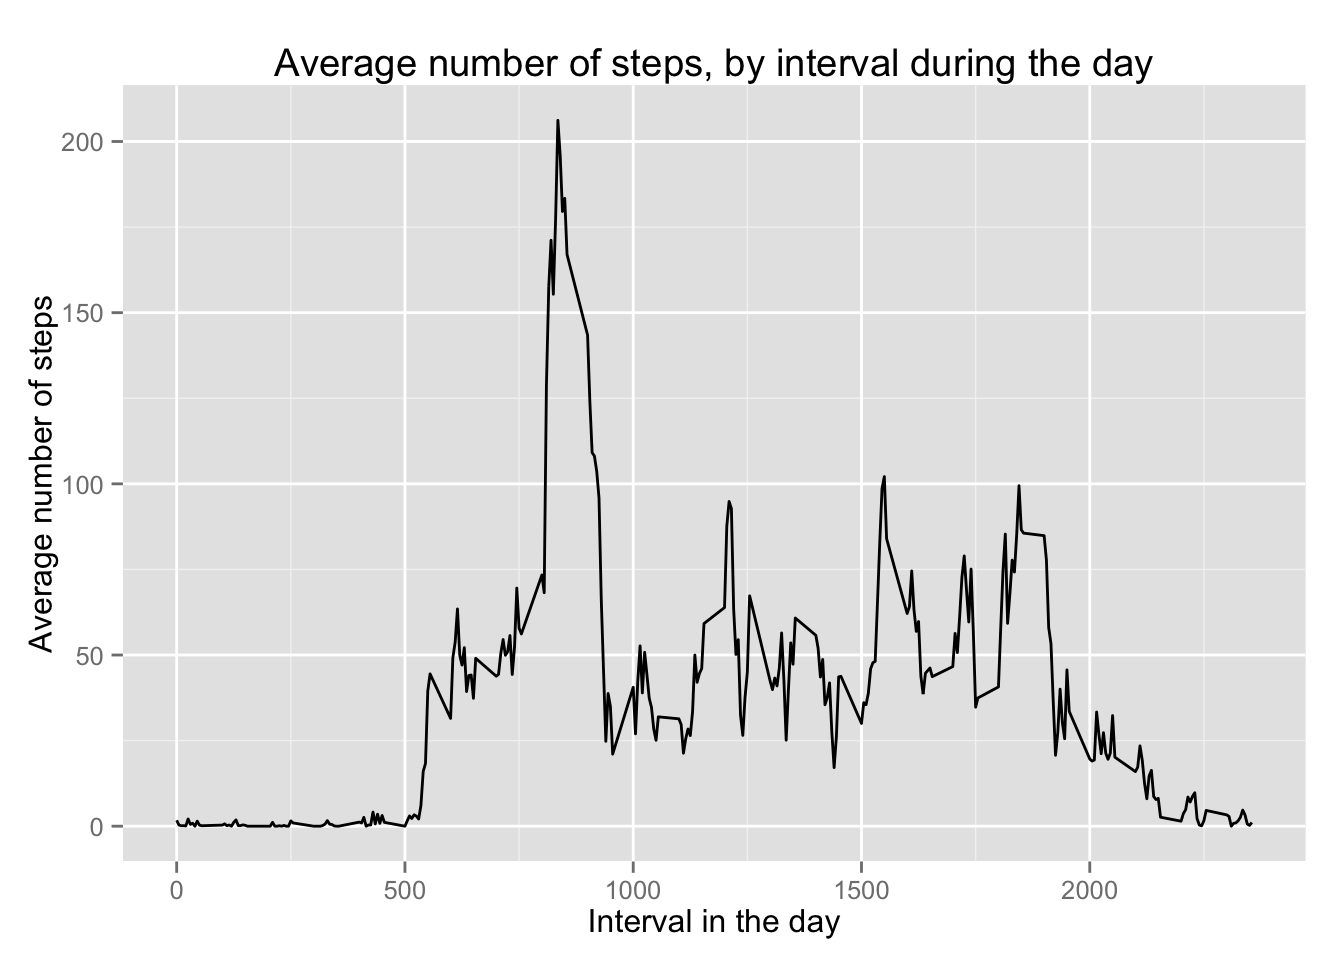 Average number of steps, by interval during the day
Average number of steps
200
150
100
50
0
0 500 1000 1500 2000
Interval in the day